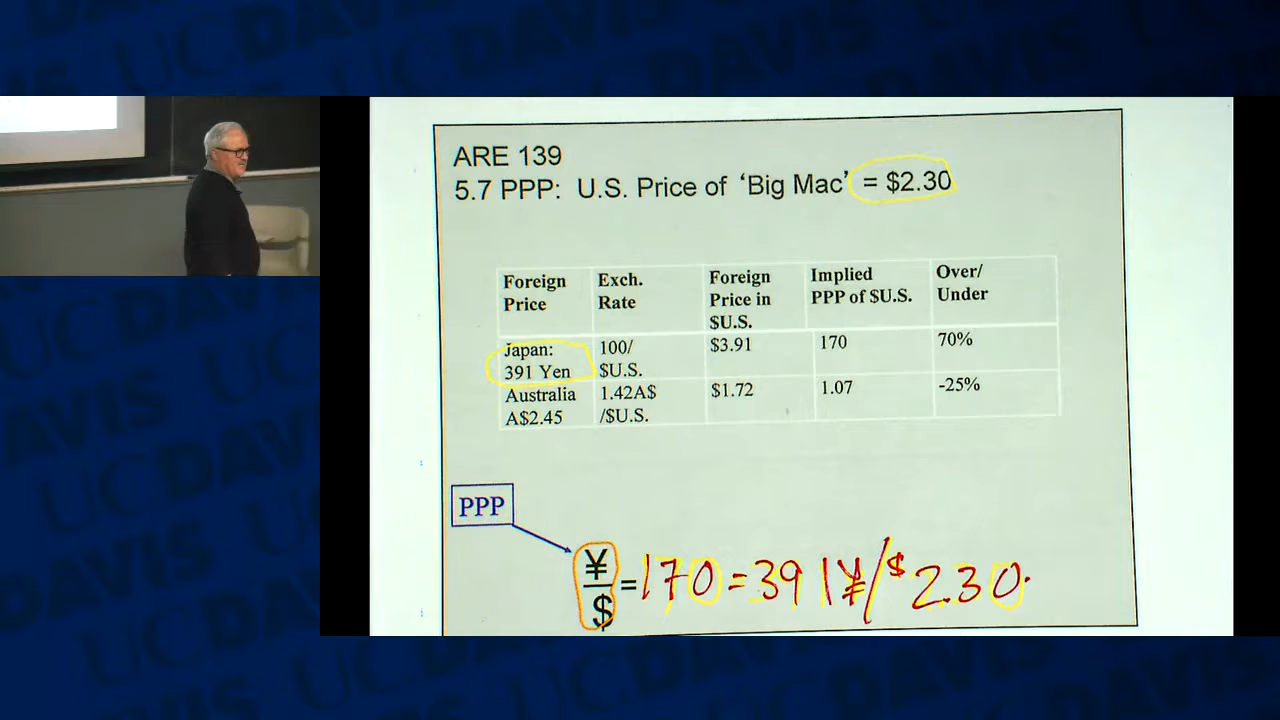 ARE 139
5.7 PPP: U.S. Price of ‘Big Mac’ = $2.30
Foreign Price
Exch. Rate
Foreign Price in $U.S.
Implied PPP of $U.S.
Over/ Under
Japan: 391 Yen
100/ $U.S.
$3.91
170
70%
Australia A$2.45
1.42A$ /$U.S.
$1.72
1.07
-25%
PPP
¥/$ = 170 = 391¥/$2.30
UC DAVIS